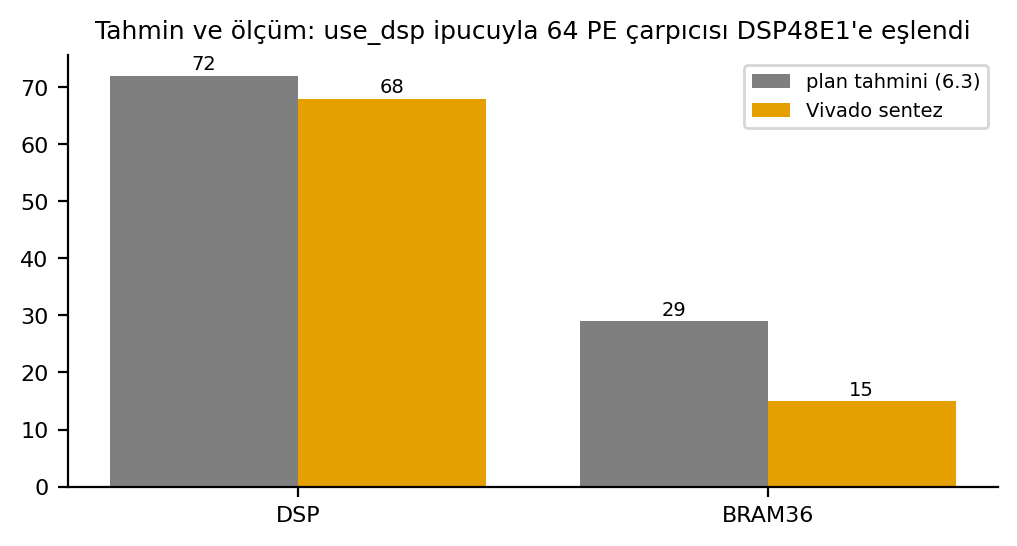 Tahmin ve ölçüm: use_dsp ipucuyla 64 PE çarpıcısı DSP48E1'e eşlendi
plan tahmini (6.3)
Vivado sentez
72
68
29
15
70
60
50
40
30
20
10
0
DSP
BRAM36